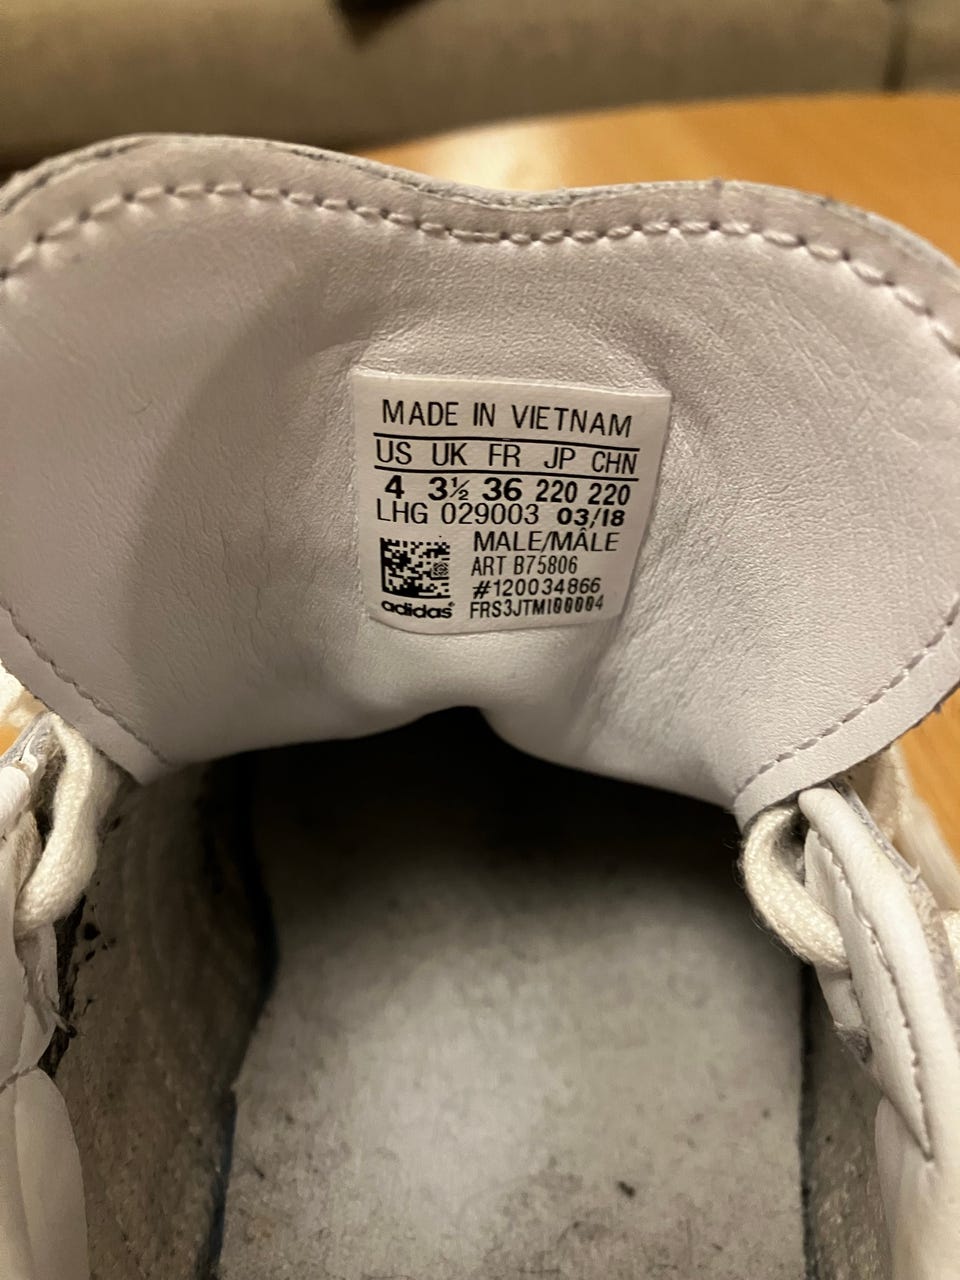 MADE IN VIETNAM
US UK FR JP CHN
4 3½ 36 220 220
LHG 029003 03/18
MALE/MÂLE
ART B75806
#120034866
adidas FRS3JTMI00004